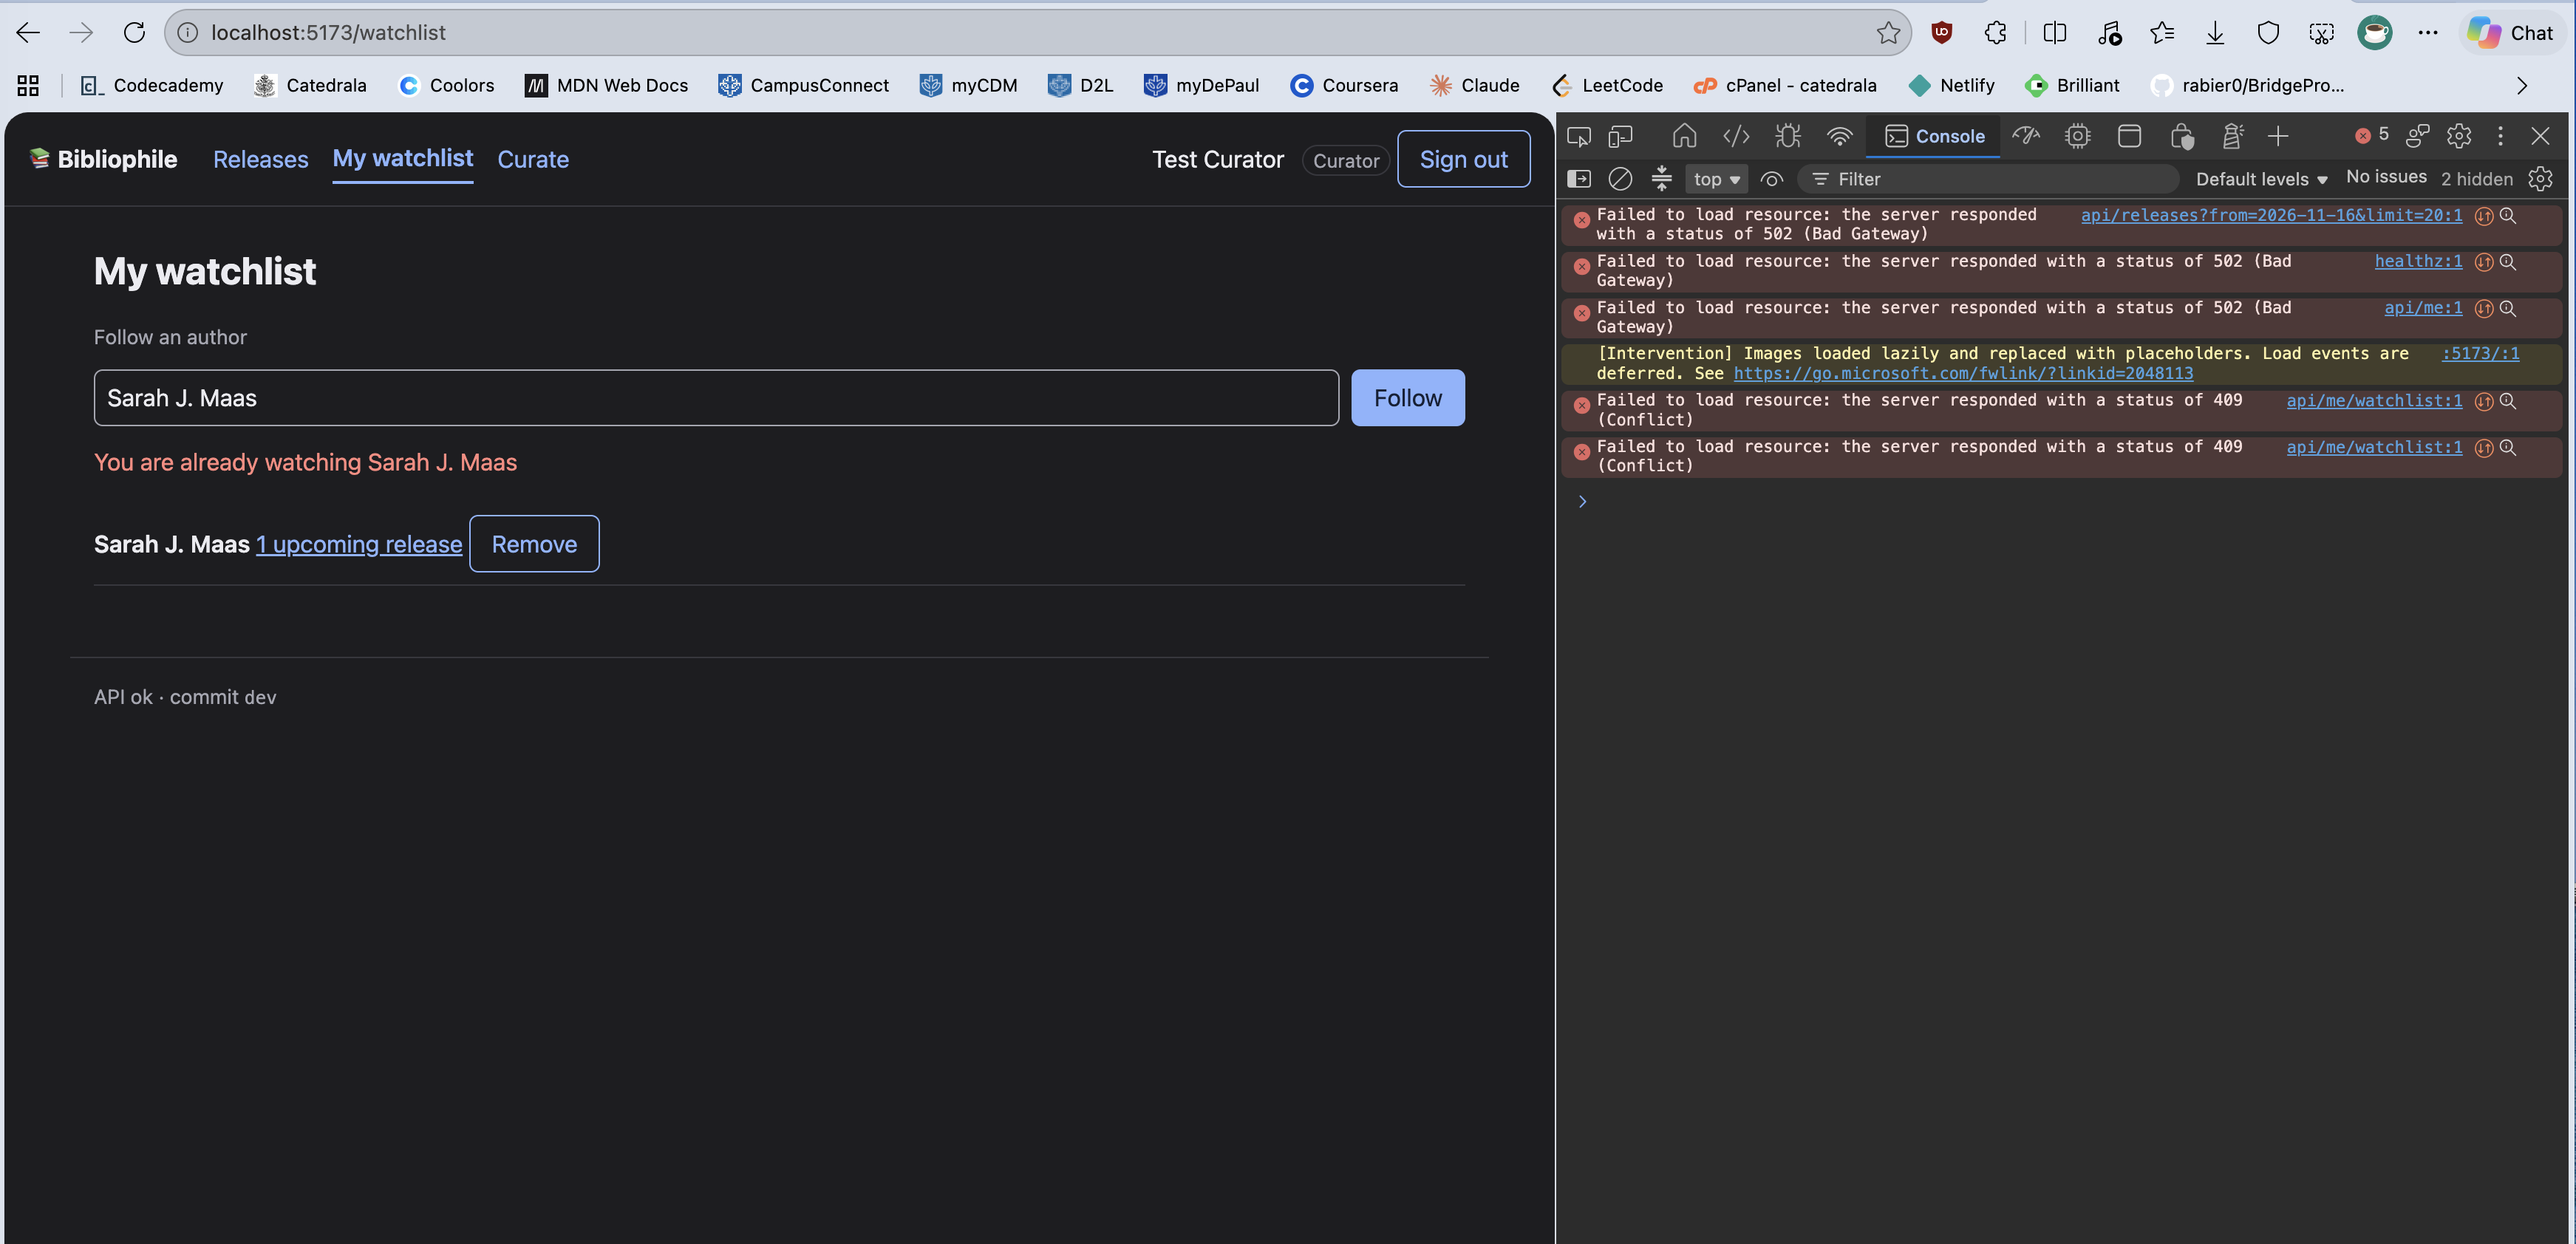 localhost:5173/watchlist
Chat
Codecademy
Catedrala
Coolors
MDN Web Docs
CampusConnect
myCDM
D2L
myDePaul
Coursera
Claude
LeetCode
cPanel - catedrala
Netlify
Brilliant
rabier0/BridgePro...
Bibliophile
Releases
My watchlist
Curate
Test Curator
Curator
Sign out
My watchlist
Follow an author
Sarah J. Maas
Follow
You are already watching Sarah J. Maas
Sarah J. Maas 1 upcoming release Remove
API ok · commit dev
Console
5
top
Filter
Default levels
No issues
2 hidden
Failed to load resource: the server responded api/releases?from=2026-11-16&limit=20:1
with a status of 502 (Bad Gateway)
Failed to load resource: the server responded with a status of 502 (Bad healthz:1
Gateway)
Failed to load resource: the server responded with a status of 502 (Bad api/me:1
Gateway)
[Intervention] Images loaded lazily and replaced with placeholders. Load events are :5173/:1
deferred. See https://go.microsoft.com/fwlink/?linkid=2048113
Failed to load resource: the server responded with a status of 409 api/me/watchlist:1
(Conflict)
Failed to load resource: the server responded with a status of 409 api/me/watchlist:1
(Conflict)